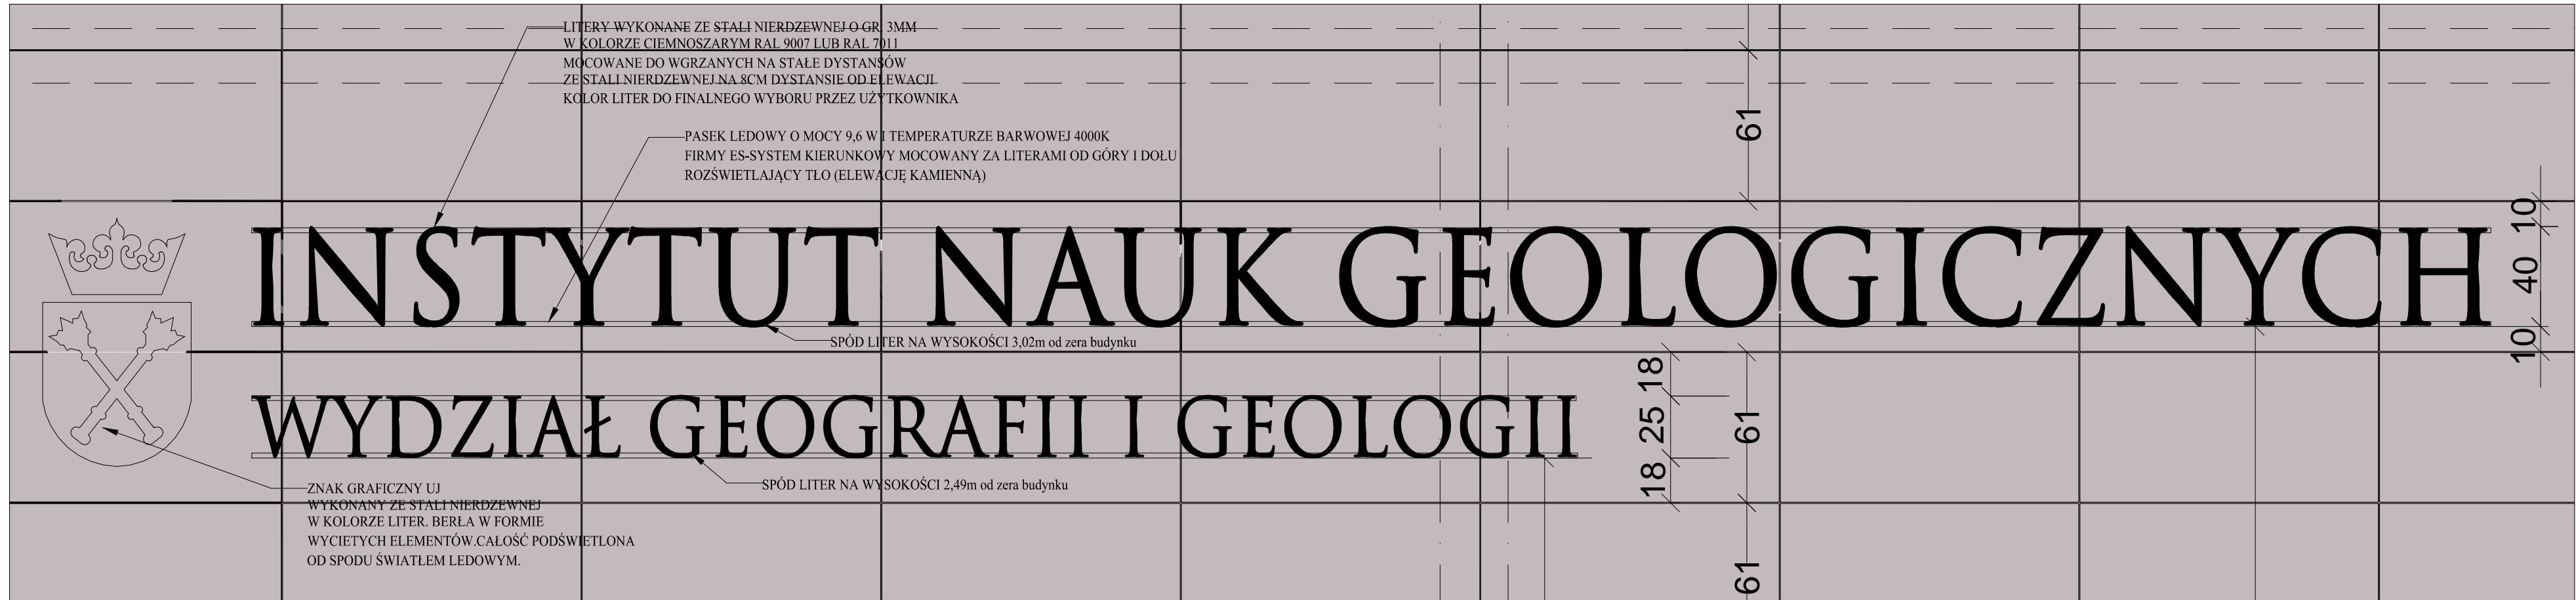 LITERY WYKONANE ZE STALI NIERDZEWNEJ O GR. 3MM
W KOLORZE CIEMNOSZARYM RAL 9007 LUB RAL 7011
MOCOWANE DO WGRZANYCH NA STAŁE DYSTANSÓW
ZE STALI NIERDZEWNEJ NA 8CM DYSTANSIE OD ELEWACJI
KOLOR LITER DO FINALNEGO WYBORU PRZEZ UŻYTKOWNIKA
PASEK LEDOWY O MOCY 9,6 W I TEMPERATURZE BARWOWEJ 4000K
FIRMY ES-SYSTEM KIERUNKOWY MOCOWANY ZA LITERAMI OD GÓRY I DOŁU
ROZŚWIETLAJĄCY TŁO (ELEWACJĘ KAMIENNĄ)
61
INSTYTUT NAUK GEOLOGICZNYCH
10
40
10
SPÓD LITER NA WYSOKOŚCI 3,02m od zera budynku
WYDZIAŁ GEOGRAFII I GEOLOGII
18
25
18
61
SPÓD LITER NA WYSOKOŚCI 2,49m od zera budynku
ZNAK GRAFICZNY UJ
WYKONANY ZE STALI NIERDZEWNEJ
W KOLORZE LITER. BERŁA W FORMIE
WYCIETYCH ELEMENTÓW.CAŁOŚĆ PODŚWIETLONA
OD SPODU ŚWIATŁEM LEDOWYM.
61